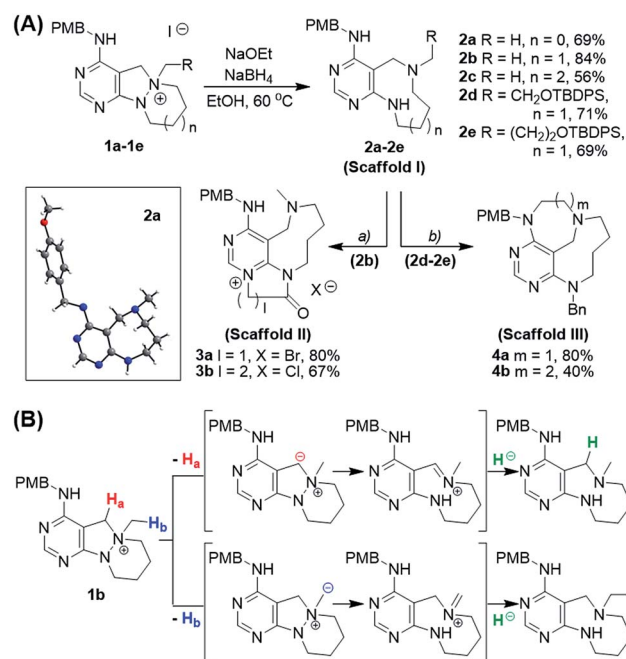 (A)
PMB
NH
I⊖
N
N
N
N
⊕
R
n
1a-1e
NaOEt
NaBH4
EtOH, 60 °C
PMB
NH
R
N
N
N
NH
n
2a-2e
(Scaffold I)
2a R = H, n = 0, 69%
2b R = H, n = 1, 84%
2c R = H, n = 2, 56%
2d R = CH2OTBDPS,
n = 1, 71%
2e R = (CH2)2OTBDPS,
n = 1, 69%
2a
PMB
NH
N
N
N
⊕
N
l
O
X⊖
(Scaffold II)
3a l = 1, X = Br, 80%
3b l = 2, X = Cl, 67%
a)
(2b)
b)
(2d-2e)
PMB
N
m
N
N
N
N
Bn
(Scaffold III)
4a m = 1, 80%
4b m = 2, 40%
(B)
PMB
NH
Ha
Hb
N
N
N
N
⊕
1b
- Ha
PMB
NH
⊖
N
N
N
N
⊕
PMB
NH
N
N
NH
N
⊕
H⊖
PMB
NH
H
N
N
NH
N
- Hb
PMB
NH
⊖
N
N
N
N
⊕
PMB
NH
N
N
NH
N
⊕
H⊖
PMB
NH
N
N
NH
N